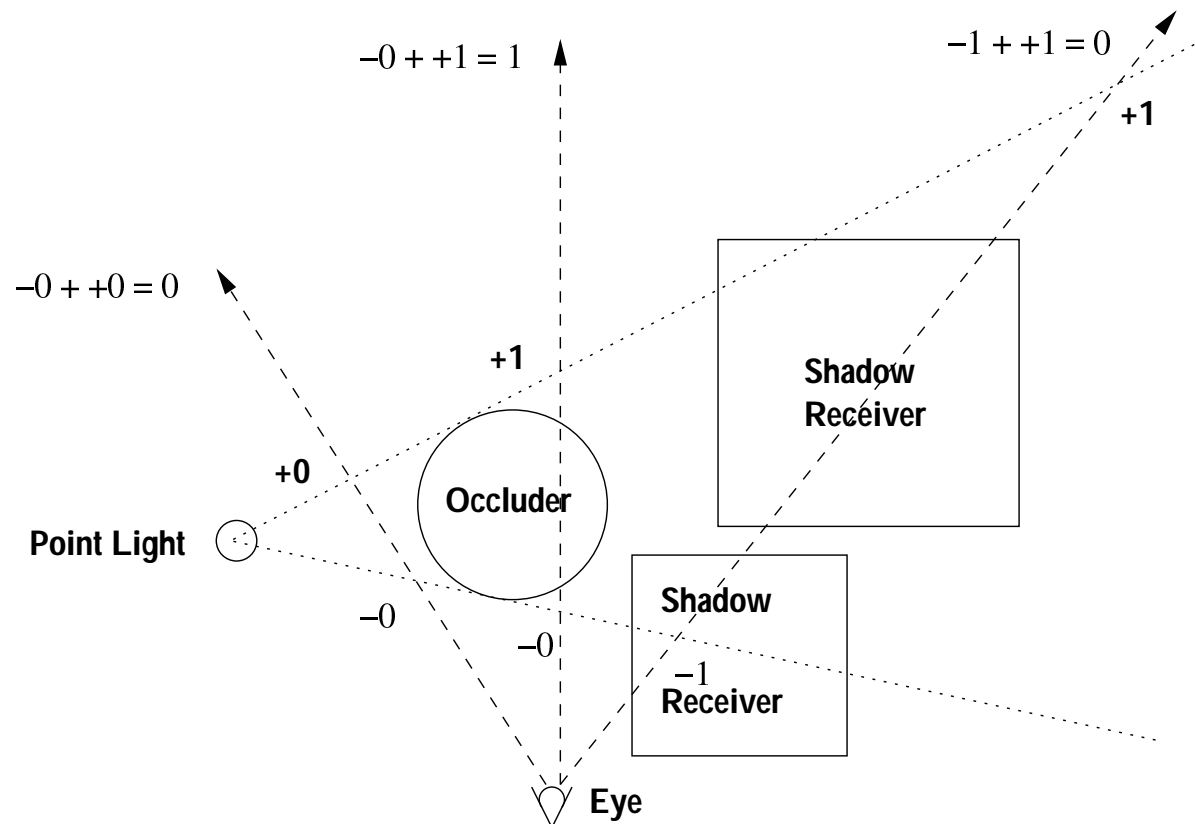 −0 + +1 = 1
−1 + +1 = 0
+1
−0 + +0 = 0
+1
Shadow
Receiver
+0
Occluder
Point Light
−0
−0
Shadow
−1
Receiver
Eye